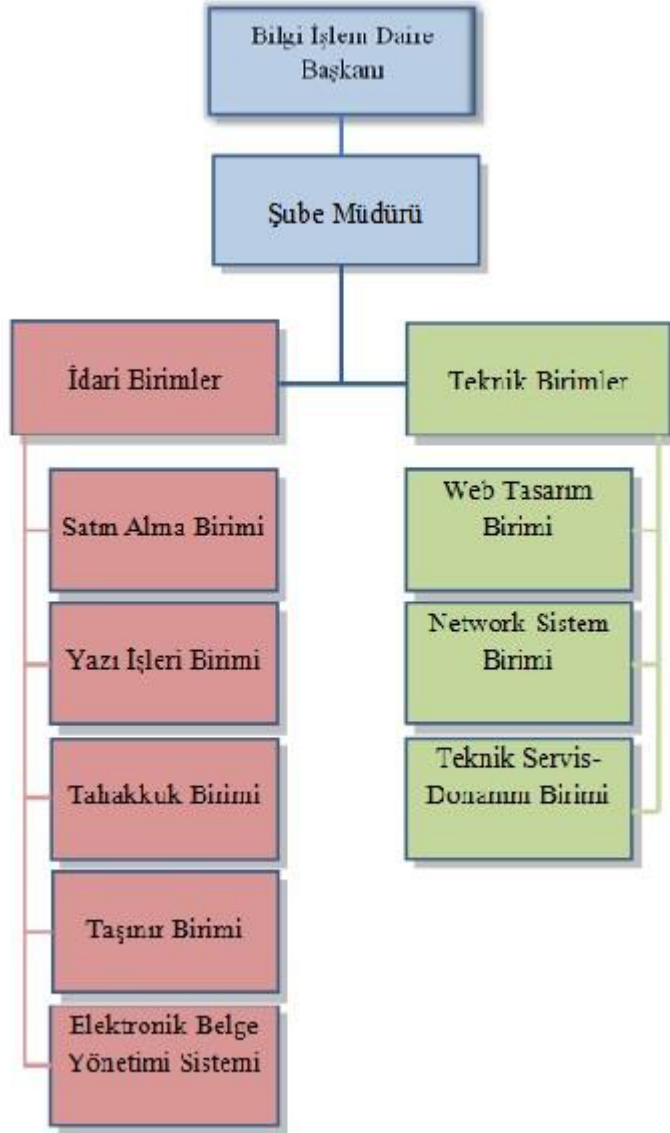 Bilgi İşlem Daire
Başkanı
Şube Müdürü
İdari Birimler
Teknik Birimler
Satın Alma Birimi
Yazı İşleri Birimi
Tahakkuk Birimi
Taşınır Birimi
Elektronik Belge
Yönetimi Sistemi
Web Tasarım
Birimi
Network Sistem
Birimi
Teknik Servis-
Donanım Birimi